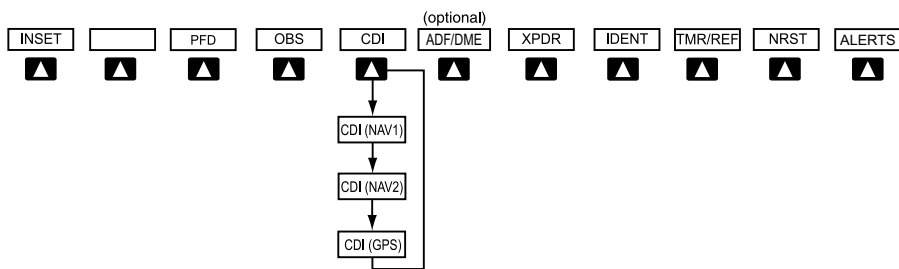 (optional)
INSET PFD OBS CDI ADF/DME XPDR IDENT TMR/REF NRST ALERTS
CDI (NAV1)
CDI (NAV2)
CDI (GPS)